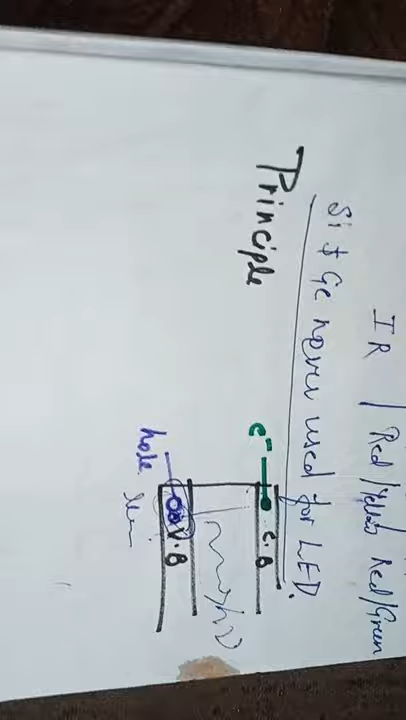 IR | Red/Yellow Red/Green
Si & Ge never used for LED.
Principle
e⁻
C.B
V.B
hole